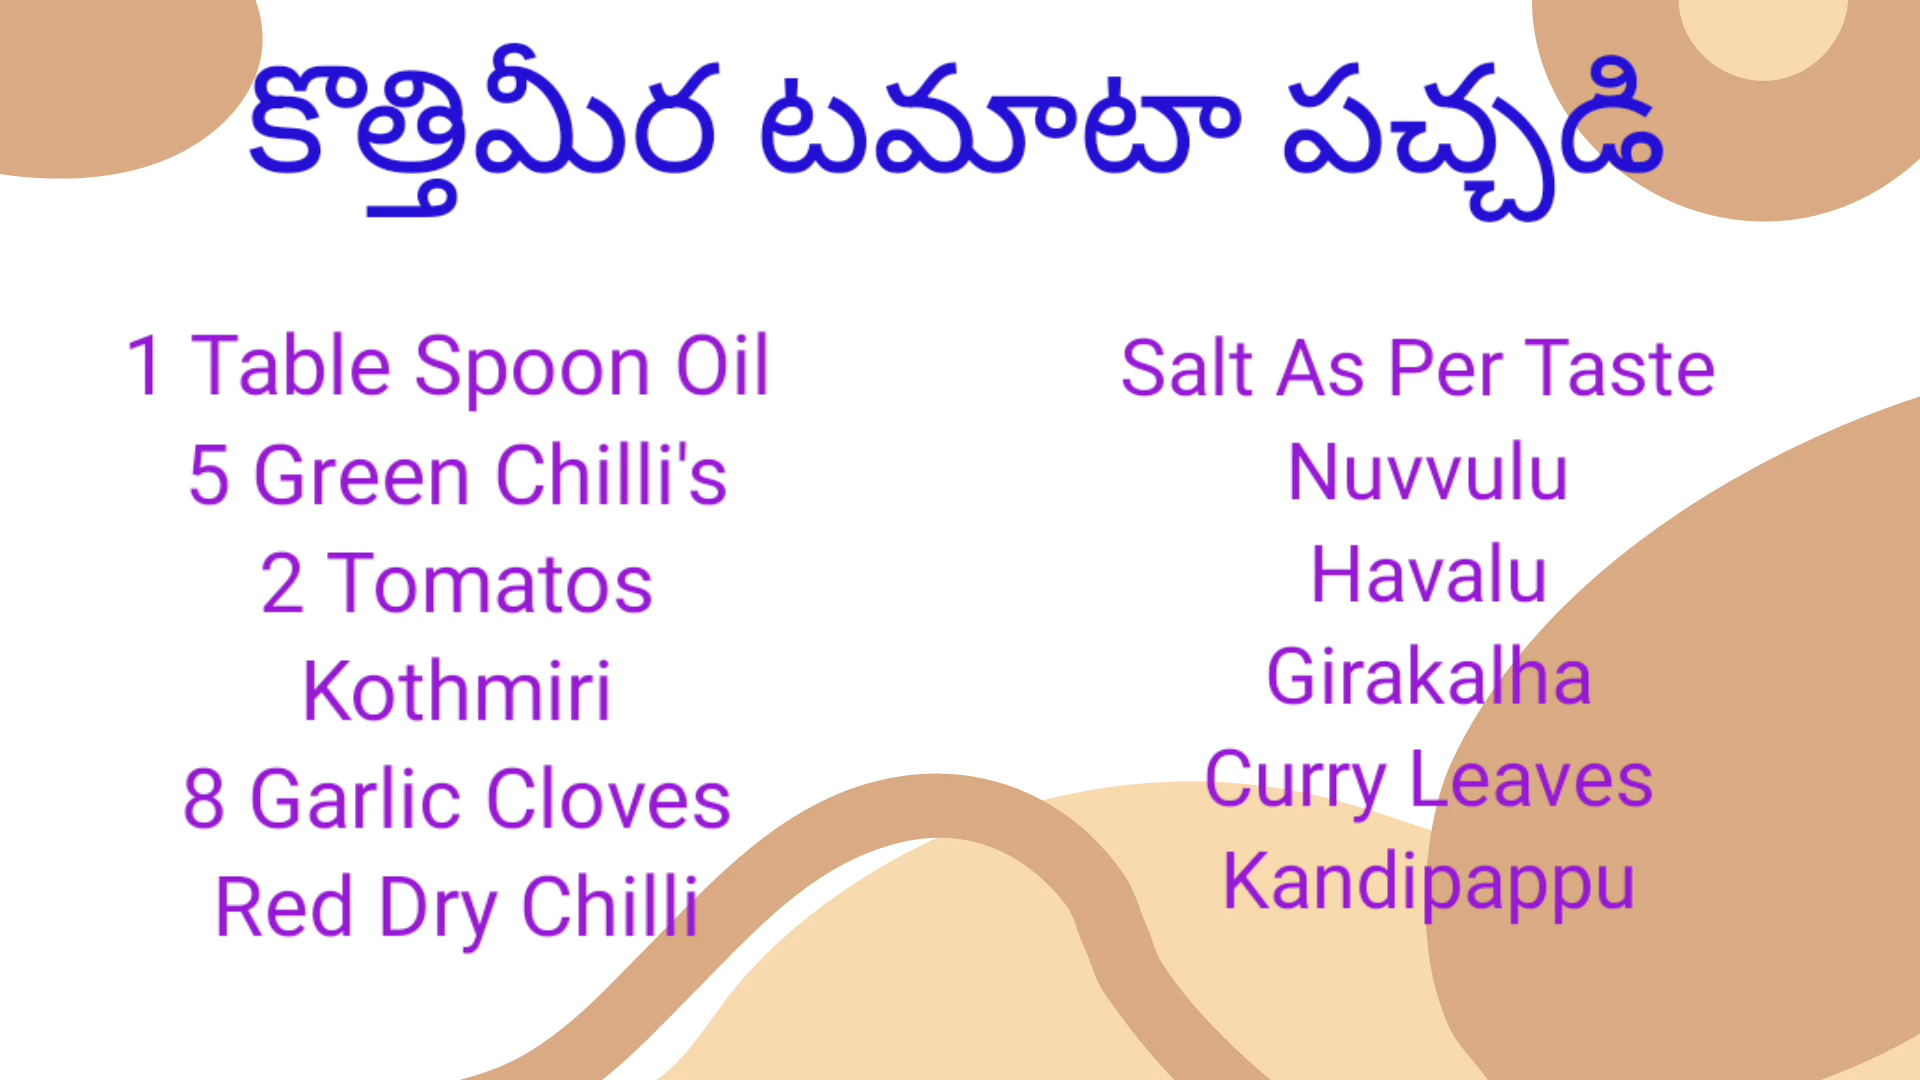 కొత్తిమీర టమాటా పచ్చడి
1 Table Spoon Oil
5 Green Chilli's
2 Tomatos
Kothmiri
8 Garlic Cloves
Red Dry Chilli
Salt As Per Taste
Nuvvulu
Havalu
Girakalha
Curry Leaves
Kandipappu